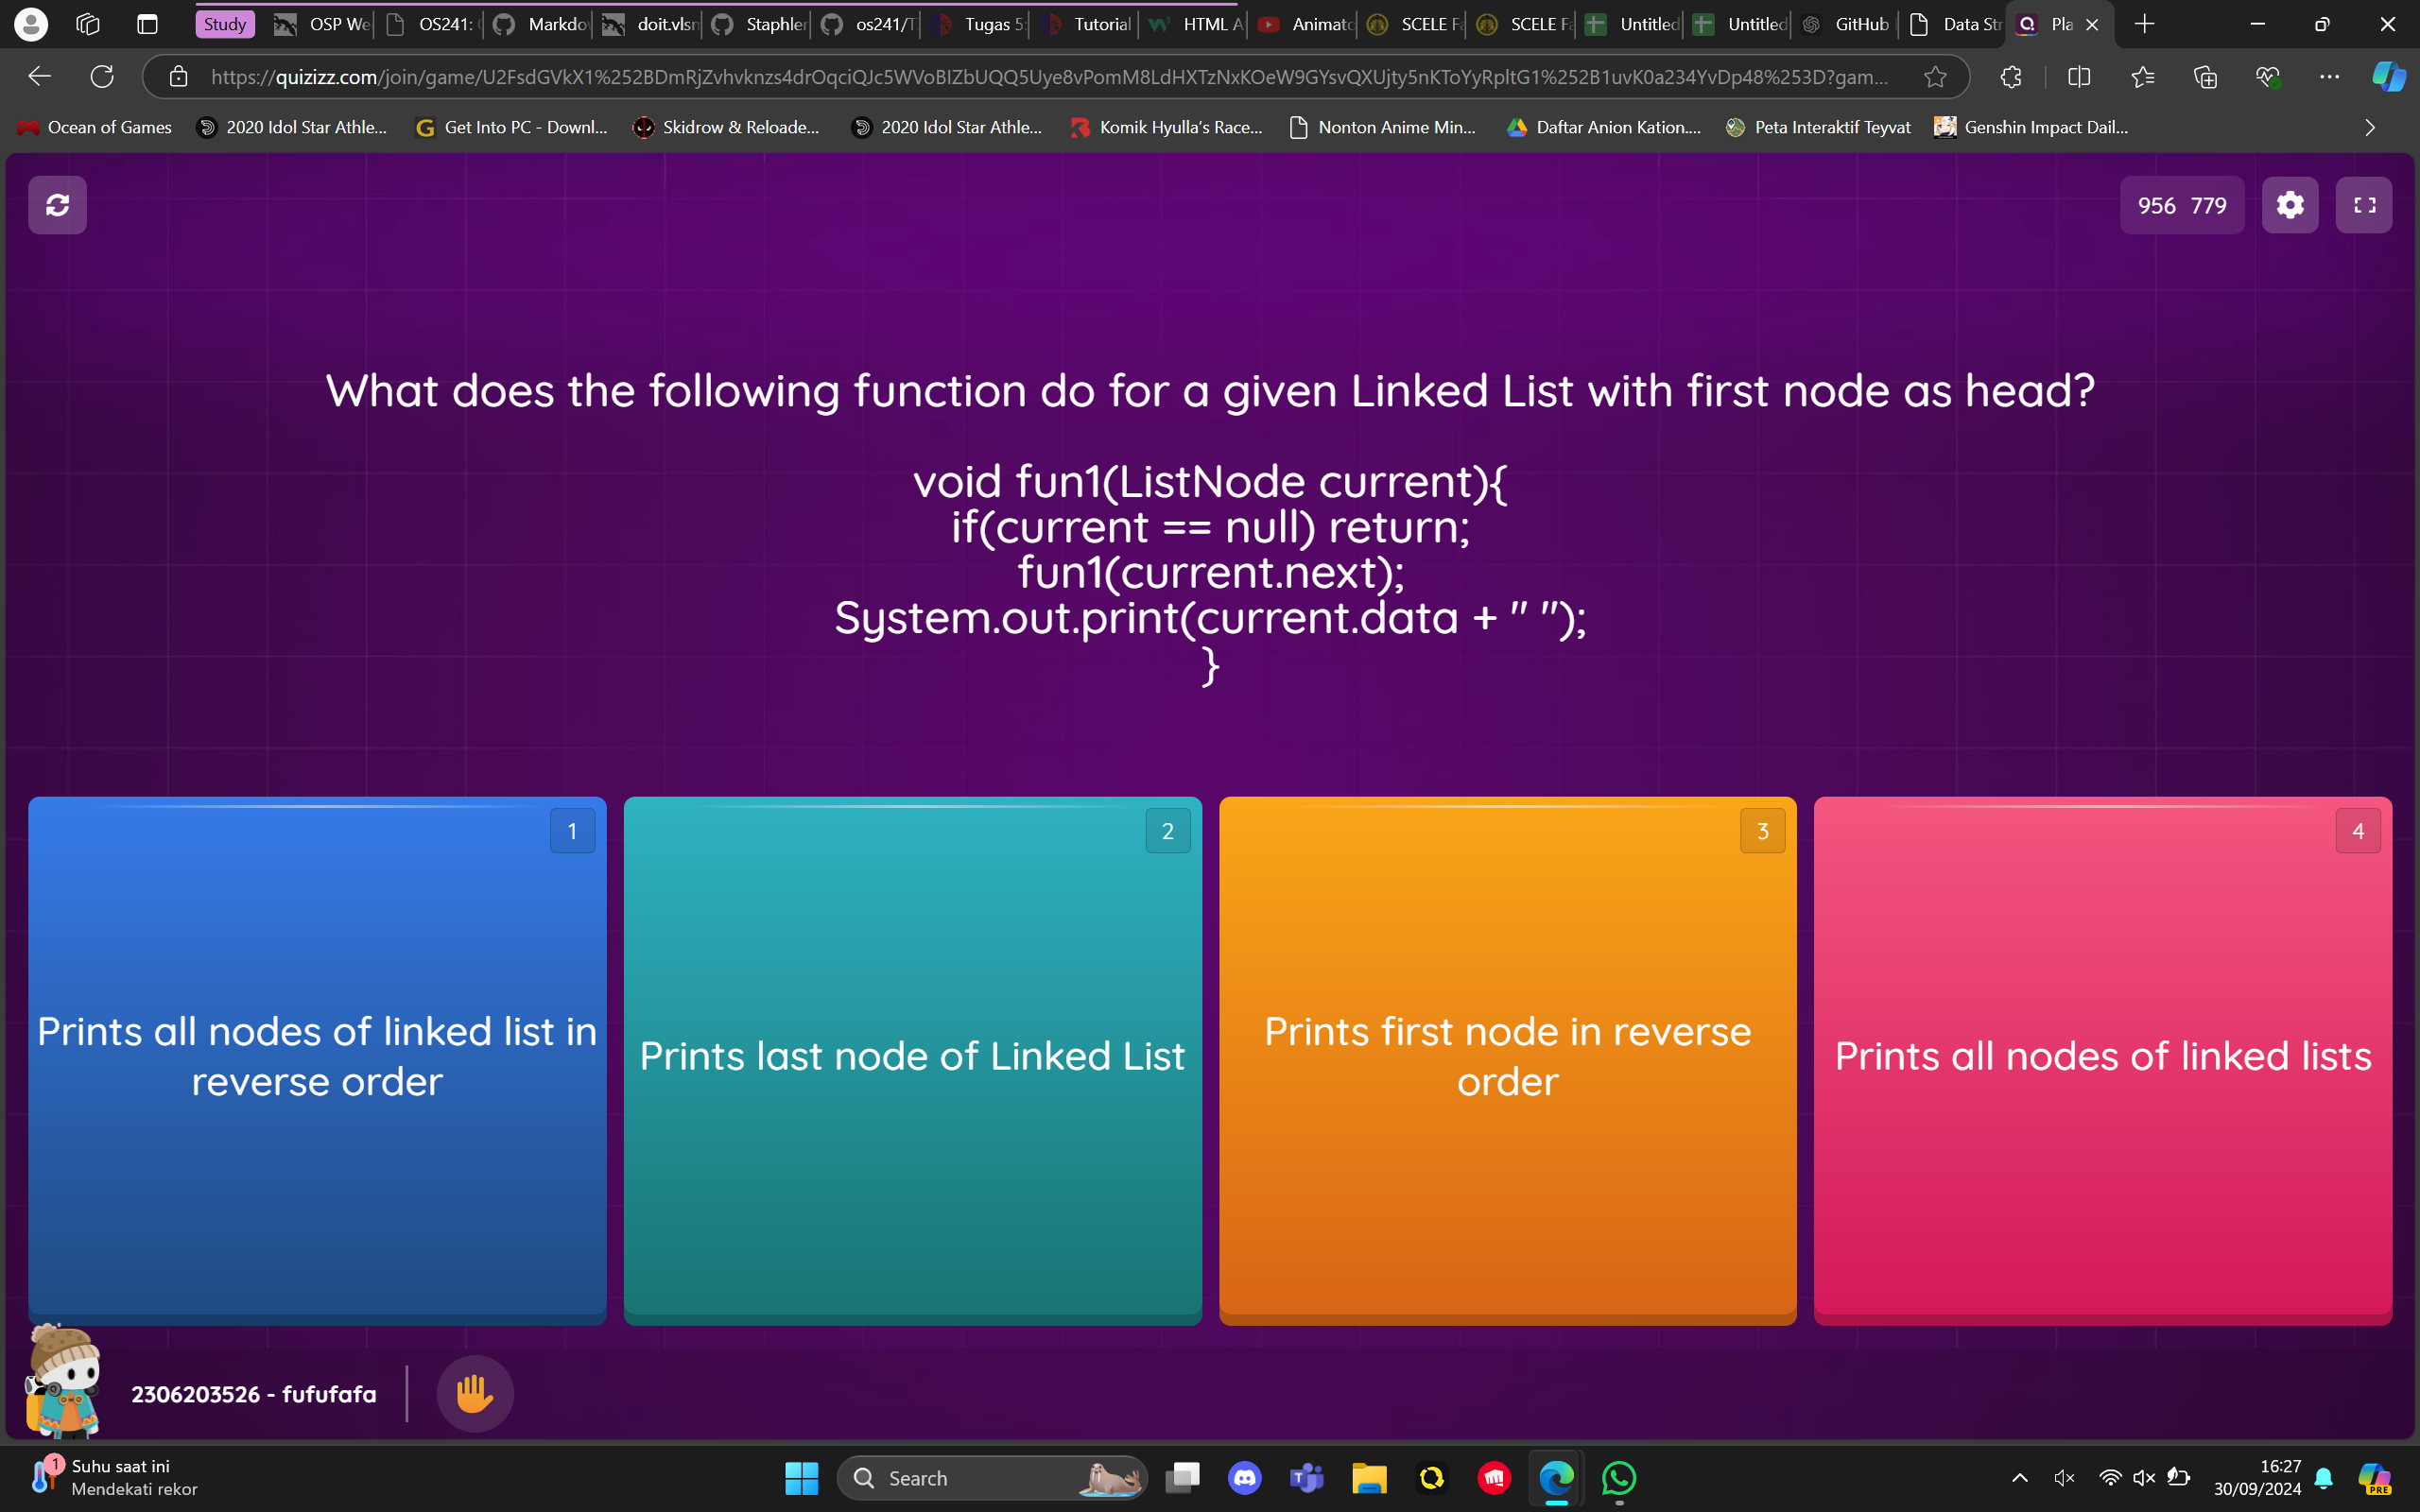 Study
OSP We
OS241:
Markdo
doit.vlsm
Staphler
os241/T
Tugas 5:
Tutorial
HTML A
Animatc
SCELE Fa
SCELE Fa
Untitled
Untitled
GitHub
Data Str
Pla
https://quizizz.com/join/game/
Ocean of Games
2020 Idol Star Athle...
Get Into PC - Downl...
Skidrow & Reloade...
2020 Idol Star Athle...
Komik Hyulla's Race...
Nonton Anime Min...
Daftar Anion Kation....
Peta Interaktif Teyvat
Genshin Impact Dail...
956 779
What does the following function do for a given Linked List with first node as head?
void fun1(ListNode current){
if(current == null) return;
fun1(current.next);
System.out.print(current.data + " ");
}
1
Prints all nodes of linked list in
reverse order
2
Prints last node of Linked List
3
Prints first node in reverse
order
4
Prints all nodes of linked lists
2306203526 - fufufafa
1
Suhu saat ini
Mendekati rekor
Search
16:27
30/09/2024
PRE